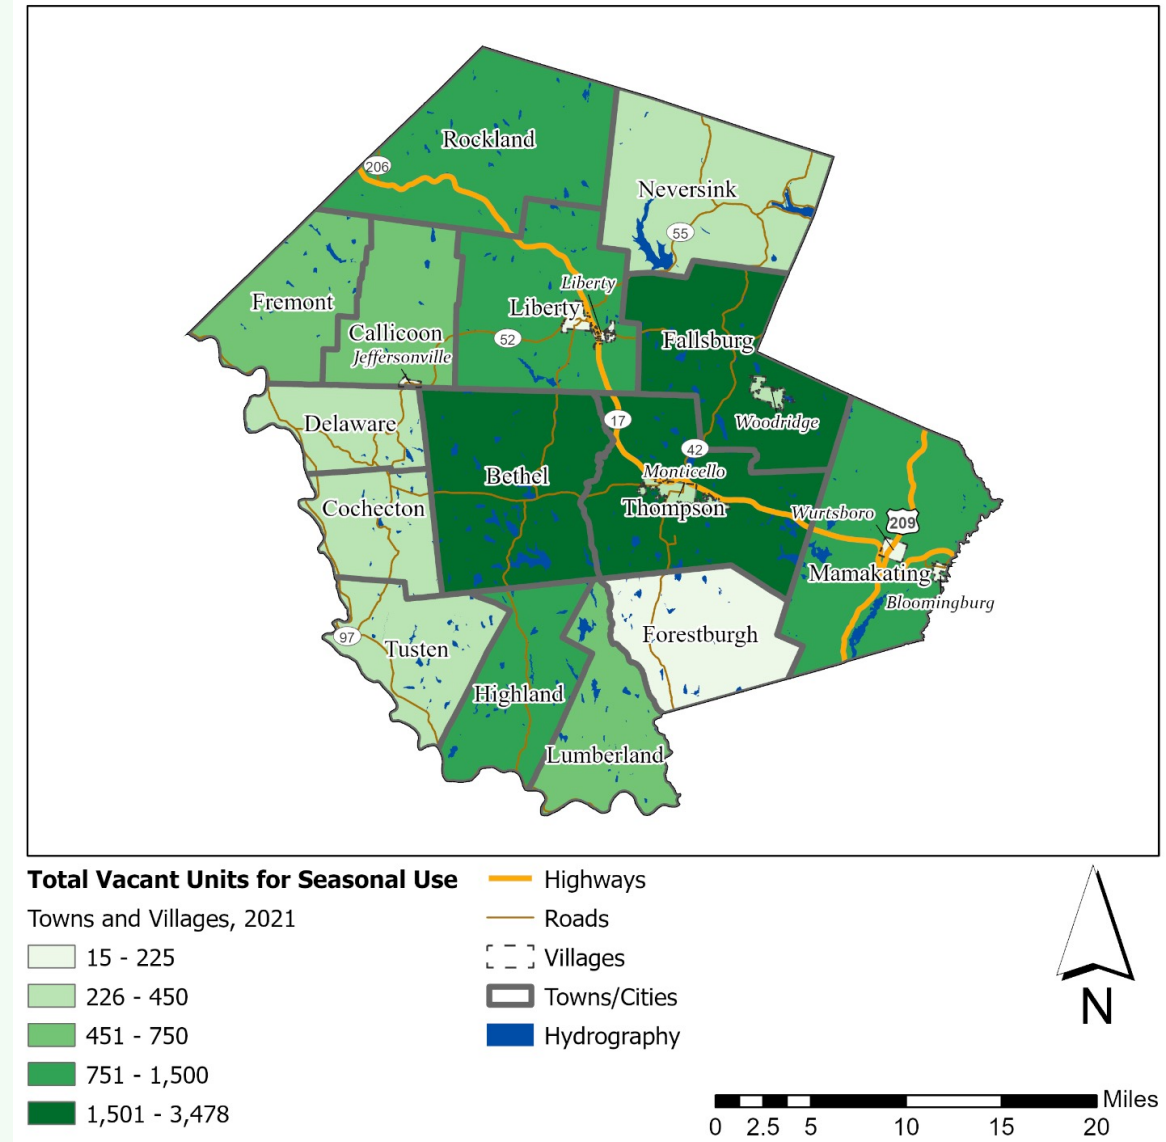 Rockland
206
Neversink
55
Liberty
Fremont
Liberty
Callicoon
52
Fallsburg
Jeffersonville
17
Woodridge
Delaware
42
Monticello
Bethel
Cochecton
Thompson
Wurtsboro
209
Mamakating
Bloomingburg
97
Tusten
Forestburgh
Highland
Lumberland
Total Vacant Units for Seasonal Use
Towns and Villages, 2021
15 - 225
226 - 450
451 - 750
751 - 1,500
1,501 - 3,478
Highways
Roads
Villages
Towns/Cities
Hydrography
N
Miles
0 2.5 5 10 15 20